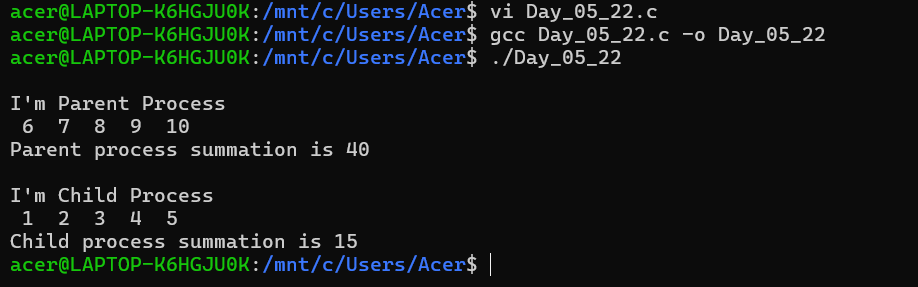 acer@LAPTOP-K6HGJU0K:/mnt/c/Users/Acer$ vi Day_05_22.c
acer@LAPTOP-K6HGJU0K:/mnt/c/Users/Acer$ gcc Day_05_22.c -o Day_05_22
acer@LAPTOP-K6HGJU0K:/mnt/c/Users/Acer$ ./Day_05_22
I'm Parent Process
6 7 8 9 10
Parent process summation is 40
I'm Child Process
1 2 3 4 5
Child process summation is 15
acer@LAPTOP-K6HGJU0K:/mnt/c/Users/Acer$